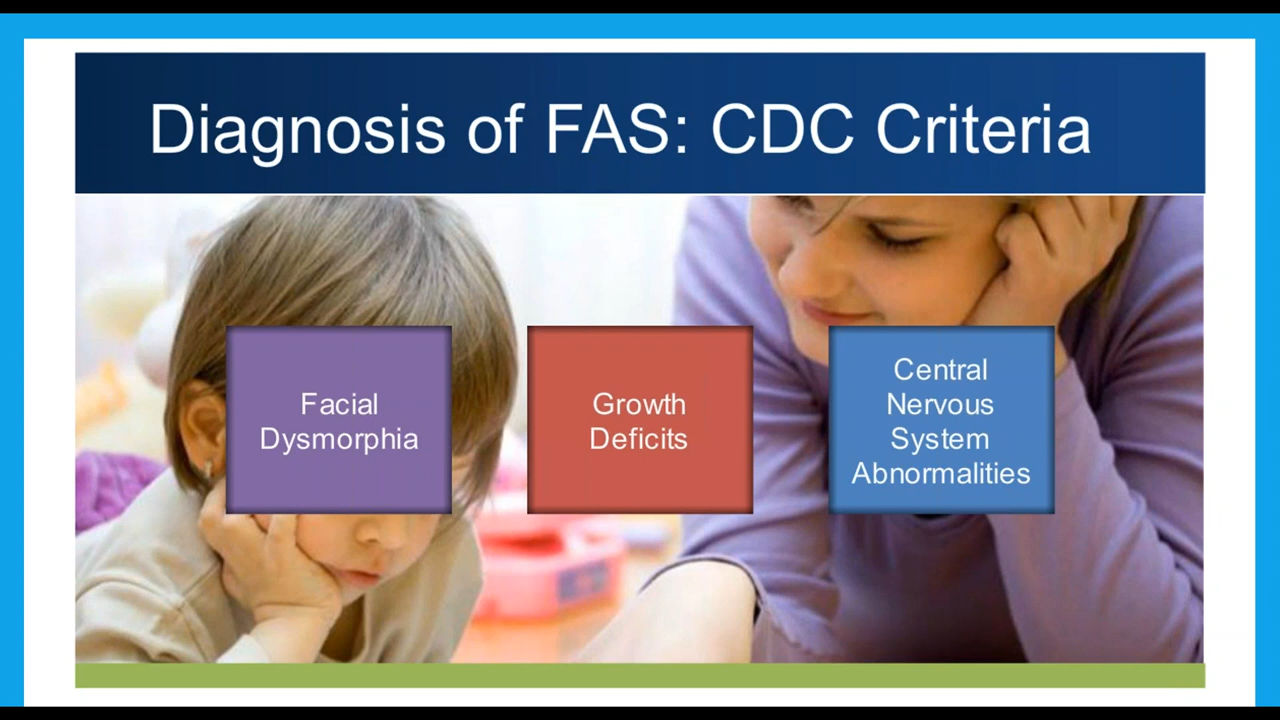 Diagnosis of FAS: CDC Criteria
Facial
Dysmorphia
Growth
Deficits
Central
Nervous
System
Abnormalities